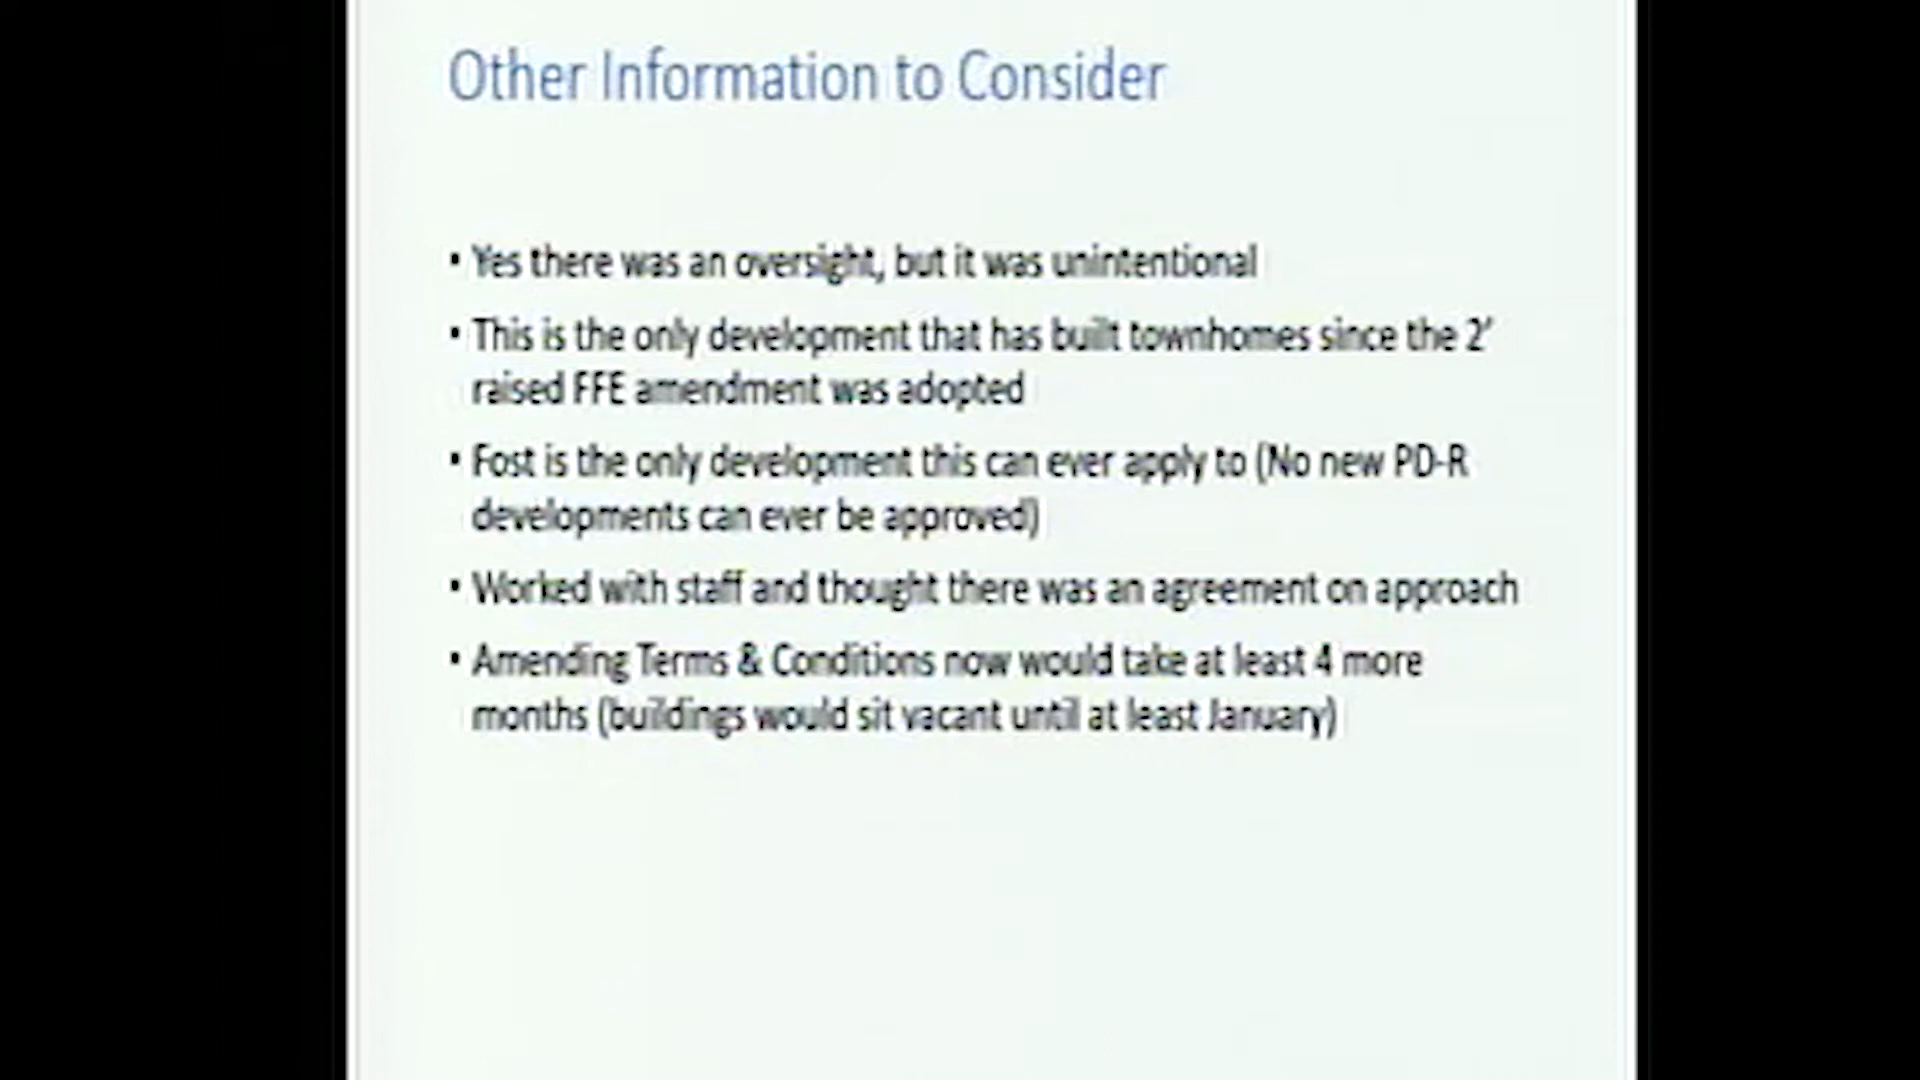 Other Information to Consider
• Yes there was an oversight, but it was unintentional
• This is the only development that has built townhomes since the 2'
raised FFE amendment was adopted
• Fost is the only development this can ever apply to (No new PD-R
developments can ever be approved)
• Worked with staff and thought there was an agreement on approach
• Amending Terms & Conditions now would take at least 4 more
months (buildings would sit vacant until at least January)